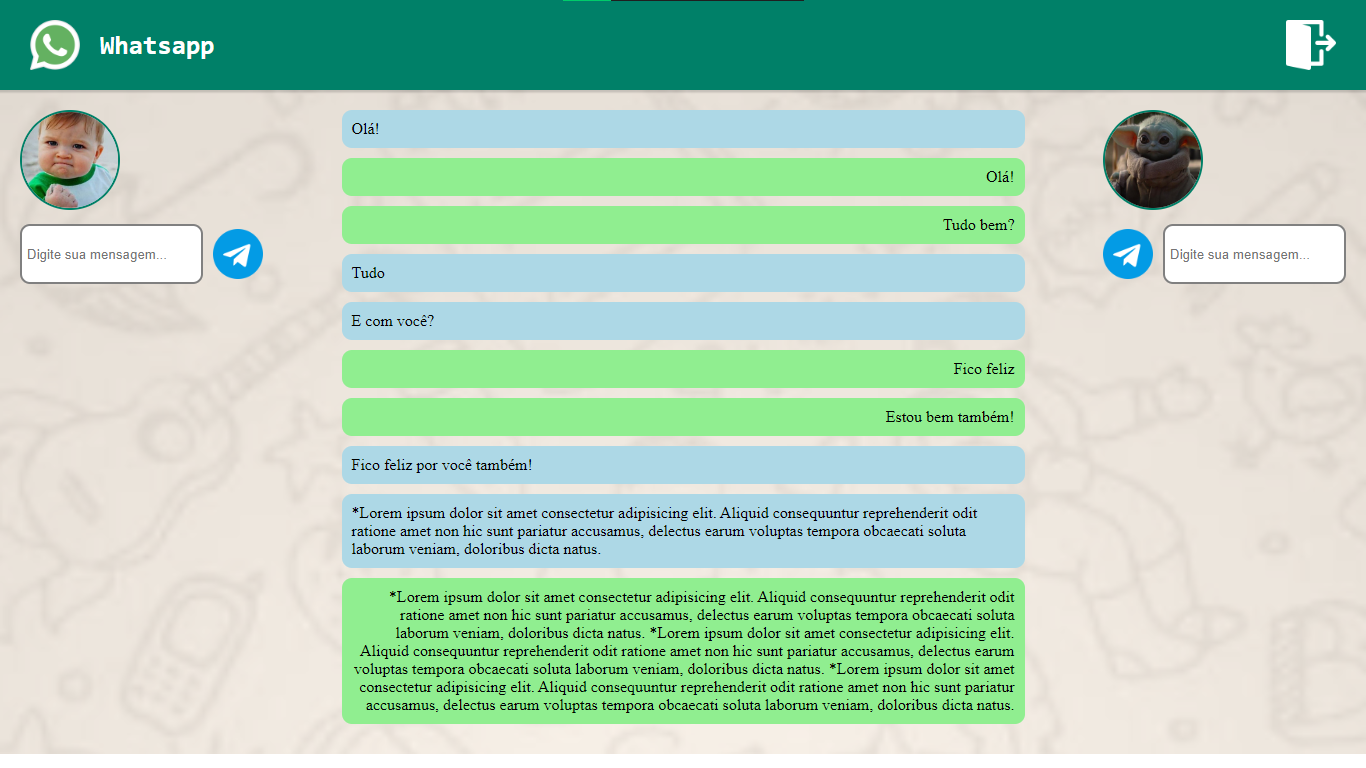 Whatsapp
Olá!
Olá!
Tudo bem?
Digite sua mensagem...
Digite sua mensagem...
Tudo
E com você?
Fico feliz
Estou bem também!
Fico feliz por você também!
*Lorem ipsum dolor sit amet consectetur adipisicing elit. Aliquid consequuntur reprehenderit odit
ratione amet non hic sunt pariatur accusamus, delectus earum voluptas tempora obcaecati soluta
laborum veniam, doloribus dicta natus.
*Lorem ipsum dolor sit amet consectetur adipisicing elit. Aliquid consequuntur reprehenderit odit
ratione amet non hic sunt pariatur accusamus, delectus earum voluptas tempora obcaecati soluta
laborum veniam, doloribus dicta natus. *Lorem ipsum dolor sit amet consectetur adipisicing elit.
Aliquid consequuntur reprehenderit odit ratione amet non hic sunt pariatur accusamus, delectus earum
voluptas tempora obcaecati soluta laborum veniam, doloribus dicta natus. *Lorem ipsum dolor sit amet
consectetur adipisicing elit. Aliquid consequuntur reprehenderit odit ratione amet non hic sunt pariatur
accusamus, delectus earum voluptas tempora obcaecati soluta laborum veniam, doloribus dicta natus.